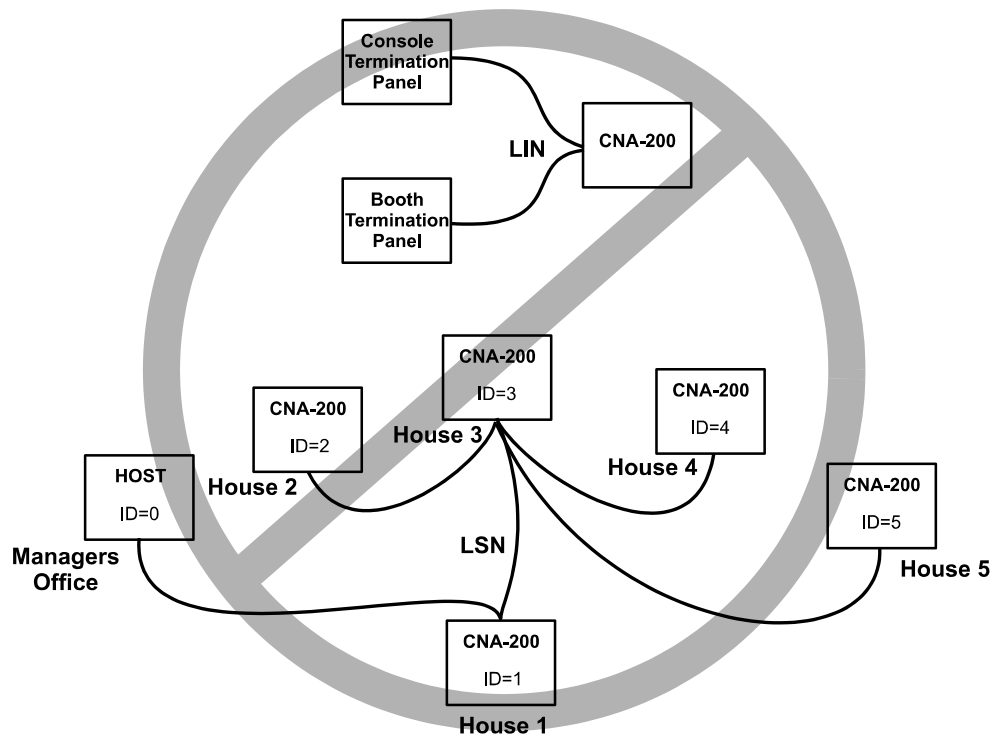 Console
Termination
Panel
CNA-200
LIN
Booth
Termination
Panel
CNA-200
ID=3
House 3
CNA-200
ID=2
House 2
CNA-200
ID=4
House 4
HOST
ID=0
Managers
Office
CNA-200
ID=5
House 5
LSN
CNA-200
ID=1
House 1